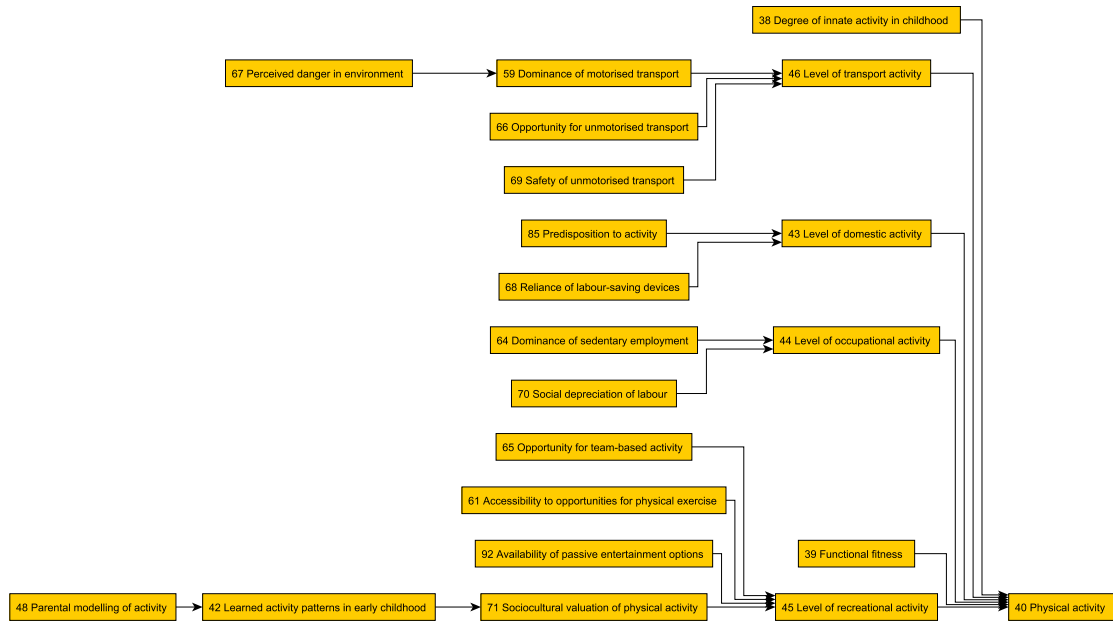 38 Degree of innate activity in childhood
67 Perceived danger in environment
59 Dominance of motorised transport
46 Level of transport activity
66 Opportunity for unmotorised transport
69 Safety of unmotorised transport
85 Predisposition to activity
43 Level of domestic activity
68 Reliance of labour-saving devices
64 Dominance of sedentary employment
44 Level of occupational activity
70 Social depreciation of labour
65 Opportunity for team-based activity
61 Accessibility to opportunities for physical exercise
92 Availability of passive entertainment options
39 Functional fitness
48 Parental modelling of activity
42 Learned activity patterns in early childhood
71 Sociocultural valuation of physical activity
45 Level of recreational activity
40 Physical activity